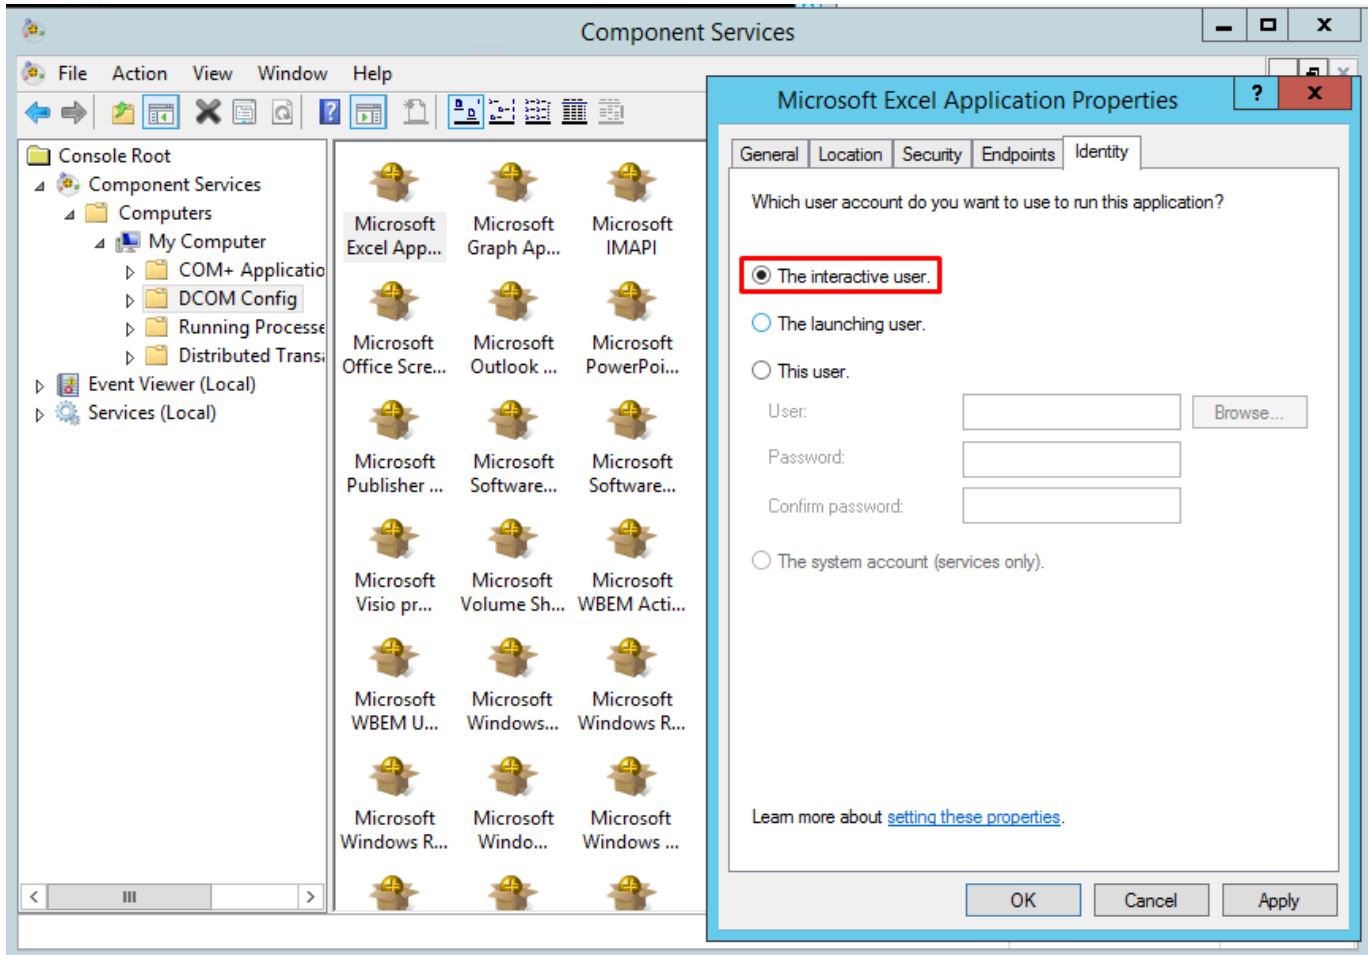 Component Services
File Action View Window Help
Console Root
Component Services
Computers
My Computer
COM+ Applicatio
DCOM Config
Running Processe
Distributed Trans
Event Viewer (Local)
Services (Local)
Microsoft Excel App...
Microsoft Graph Ap...
Microsoft IMAPI
Microsoft Office Scre...
Microsoft Outlook ...
Microsoft PowerPoi...
Microsoft Publisher ...
Microsoft Software...
Microsoft Software...
Microsoft Visio pr...
Microsoft Volume Sh...
Microsoft WBEM Acti...
Microsoft WBEM U...
Microsoft Windows...
Microsoft Windows R...
Microsoft Windows R...
Microsoft Windo...
Microsoft Windows ...
Microsoft Excel Application Properties
General Location Security Endpoints Identity
Which user account do you want to use to run this application?
The interactive user.
The launching user.
This user.
User:
Browse...
Password:
Confirm password:
The system account (services only).
Learn more about setting these properties.
OK Cancel Apply